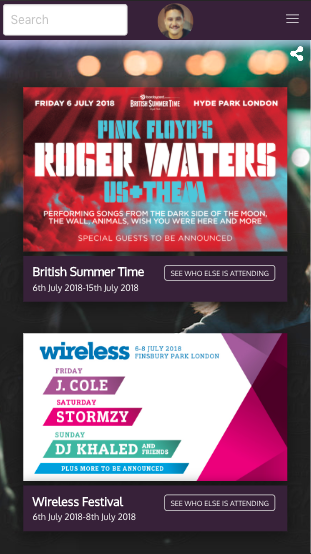 Search
FRIDAY 6 JULY 2018
BRITISH SUMMER TIME
HYDE PARK LONDON
PINK FLOYD'S
ROGER WATERS
US+THEM
PERFORMING SONGS FROM THE DARK SIDE OF THE MOON,
THE WALL, ANIMALS, WISH YOU WERE HERE AND MORE
SPECIAL GUESTS TO BE ANNOUNCED
British Summer Time
SEE WHO ELSE IS ATTENDING
6th July 2018-15th July 2018
wireless
6-8 JULY 2018
FINSBURY PARK LONDON
FRIDAY
J. COLE
SATURDAY
STORMZY
SUNDAY
DJ KHALED AND FRIENDS
PLUS MORE TO BE ANNOUNCED
Wireless Festival
SEE WHO ELSE IS ATTENDING
6th July 2018-8th July 2018